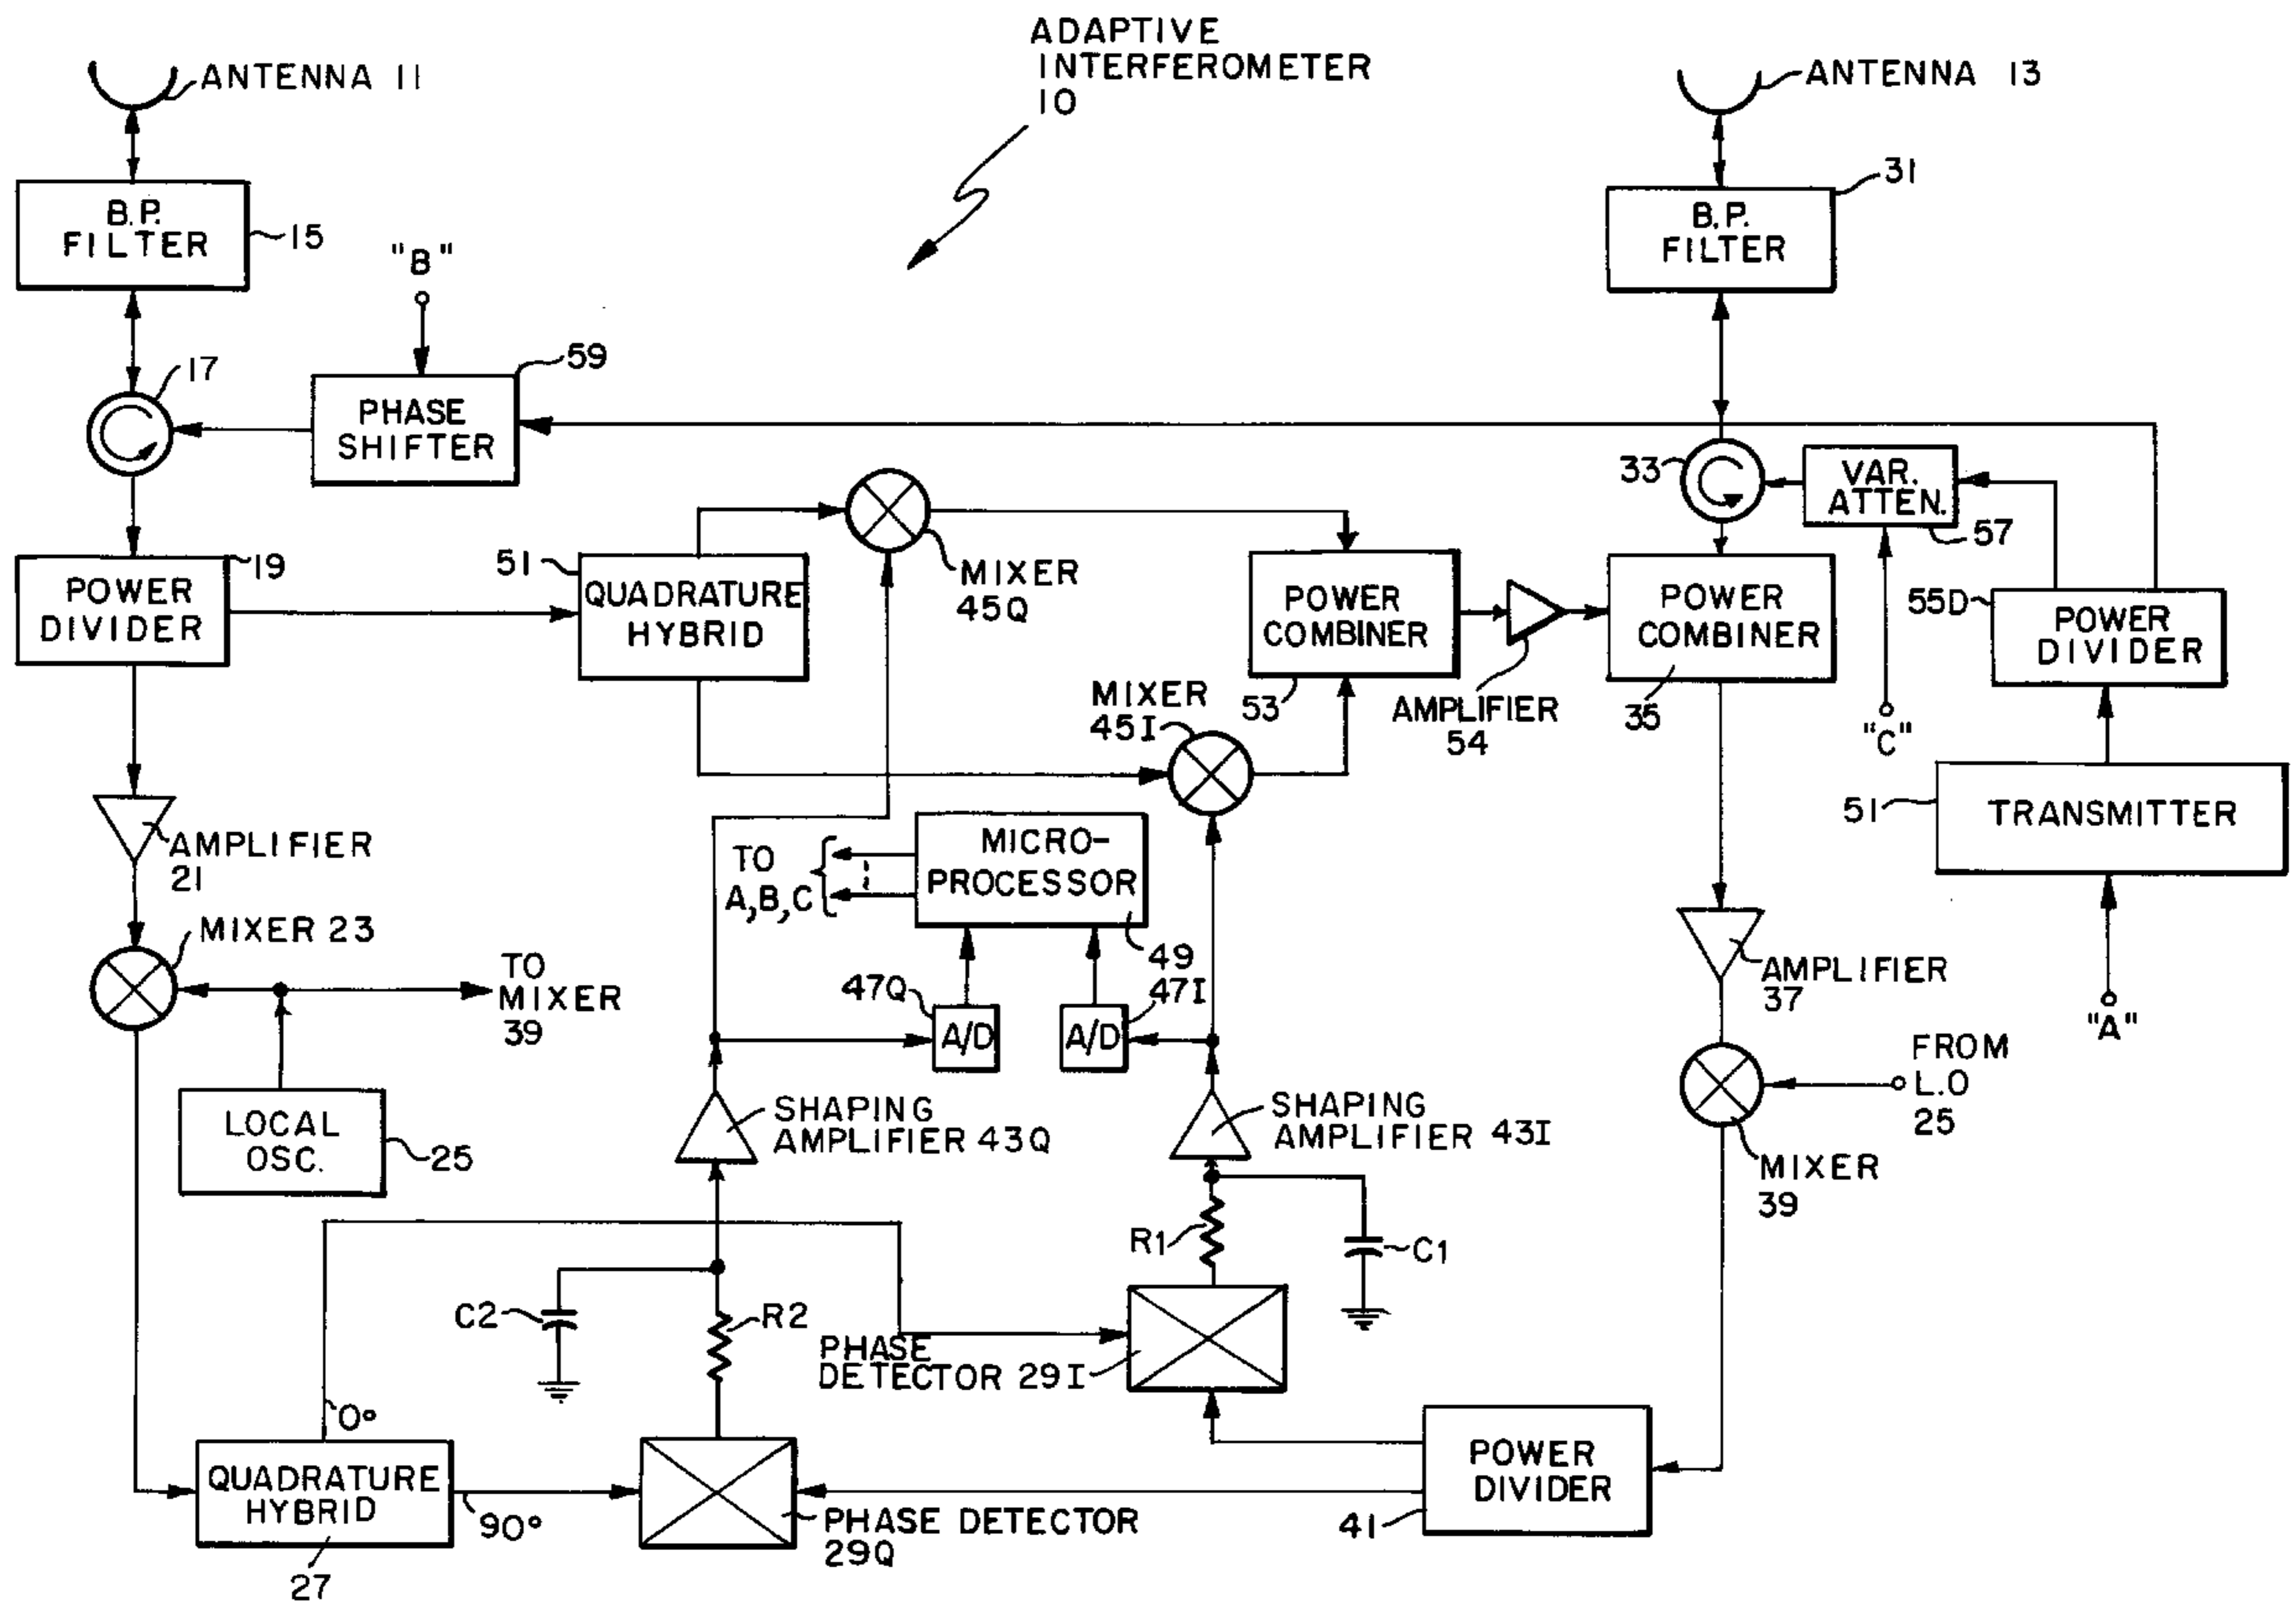 ADAPTIVE
INTERFEROMETER
10
ANTENNA 11
ANTENNA 13
B.P.
FILTER
15
"B"
B.P.
FILTER
31
17
59
PHASE
SHIFTER
33
VAR.
ATTEN.
57
19
POWER
DIVIDER
51
QUADRATURE
HYBRID
MIXER
45Q
POWER
COMBINER
53
AMPLIFIER
54
POWER
COMBINER
35
55D
POWER
DIVIDER
"C"
MIXER
45I
AMPLIFIER
21
TO
A,B,C
MICRO-
PROCESSOR
49
51
TRANSMITTER
"A"
MIXER 23
TO
MIXER
39
47Q
A/D
47I
A/D
AMPLIFIER
37
FROM
L.O
25
LOCAL
OSC.
25
SHAPING
AMPLIFIER 43Q
SHAPING
AMPLIFIER 43I
MIXER
39
R1
C1
C2
R2
PHASE
DETECTOR 29I
0°
QUADRATURE
HYBRID
27
90°
PHASE DETECTOR
29Q
POWER
DIVIDER
41